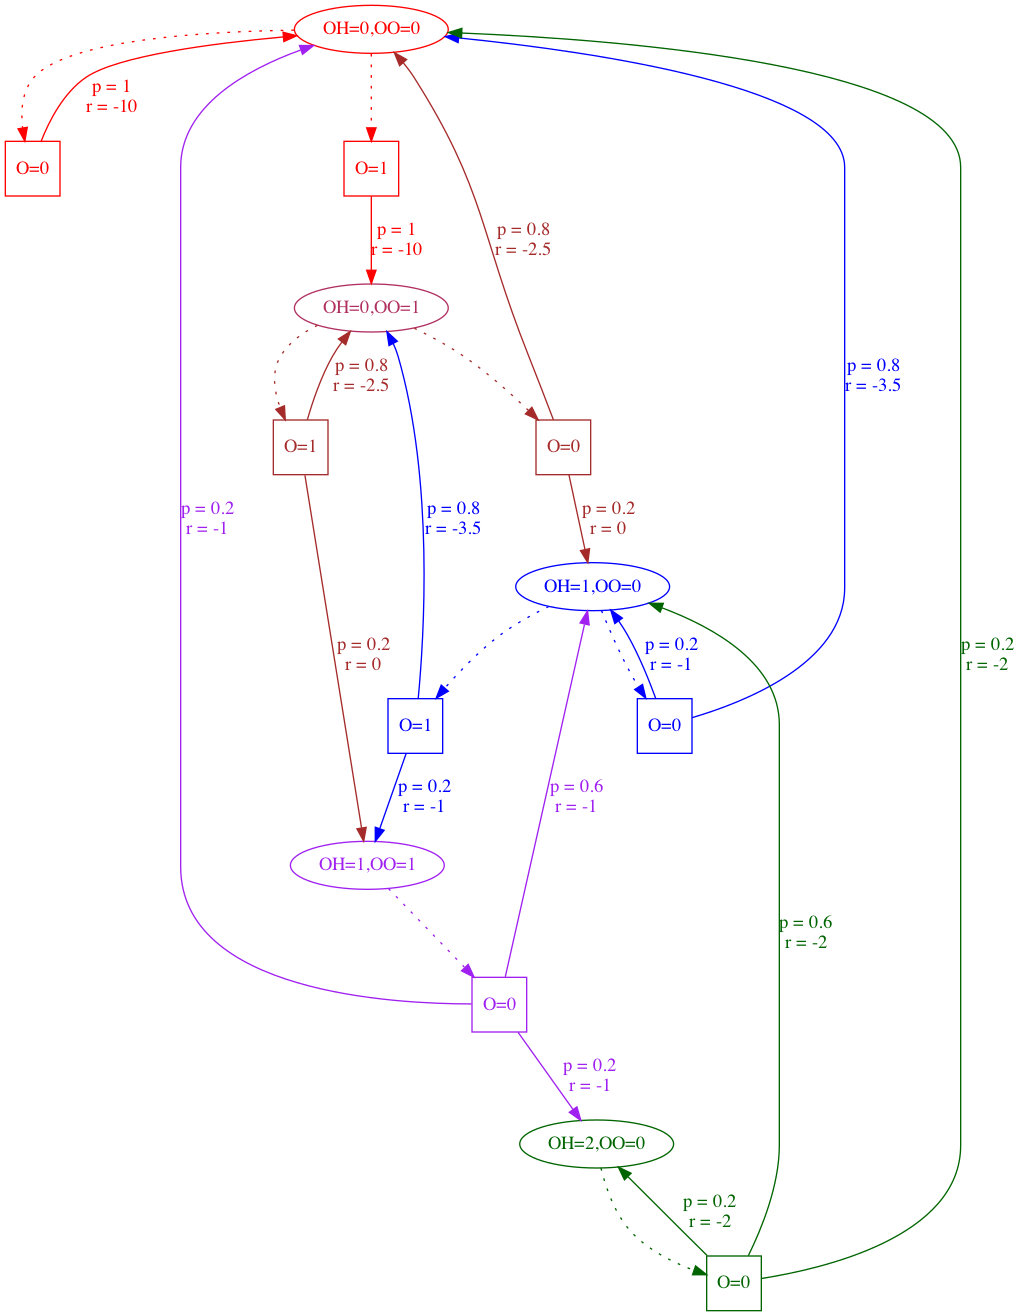 OH=0,OO=0
p = 1
r = -10
O=0
O=1
p = 1
r = -10
p = 0.8
r = -2.5
OH=0,OO=1
p = 0.8
r = -2.5
p = 0.8
r = -3.5
O=1
O=0
p = 0.2
r = -1
p = 0.8
r = -3.5
p = 0.2
r = 0
OH=1,OO=0
p = 0.2
r = 0
p = 0.2
r = -1
p = 0.2
r = -2
O=1
O=0
p = 0.2
r = -1
p = 0.6
r = -1
OH=1,OO=1
p = 0.6
r = -2
O=0
p = 0.2
r = -1
OH=2,OO=0
p = 0.2
r = -2
O=0